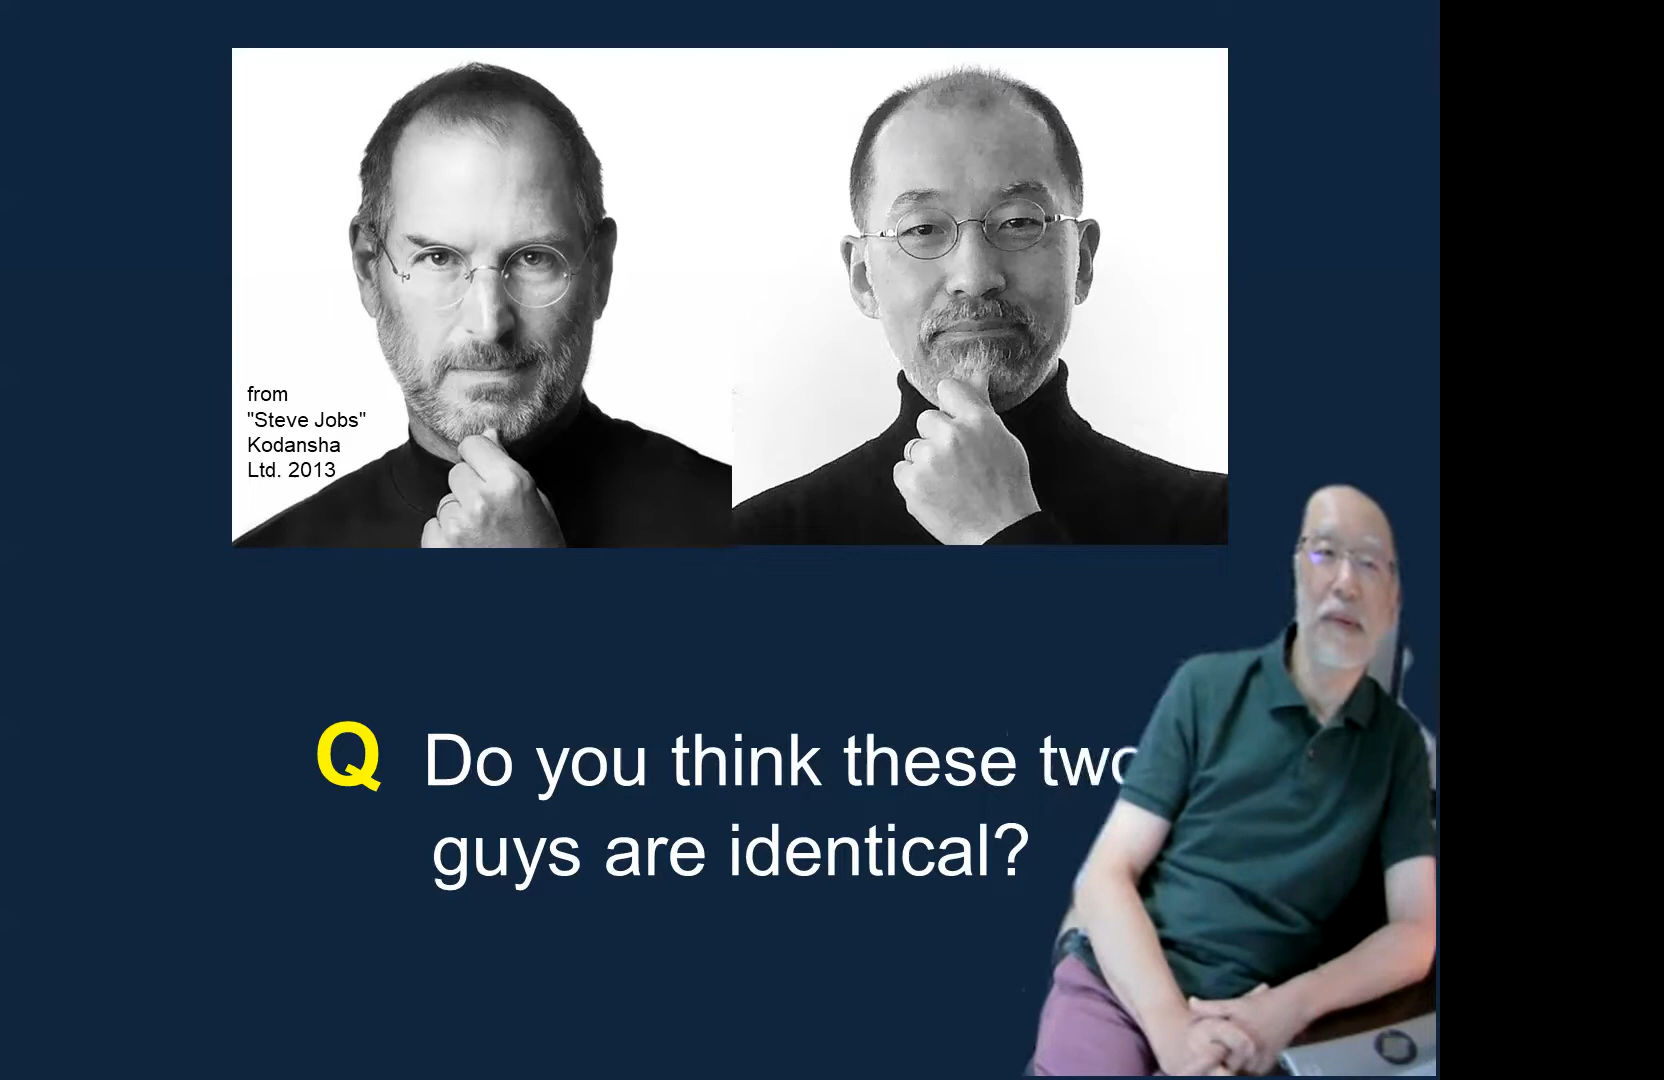 from
"Steve Jobs"
Kodansha
Ltd. 2013
Q Do you think these two
guys are identical?